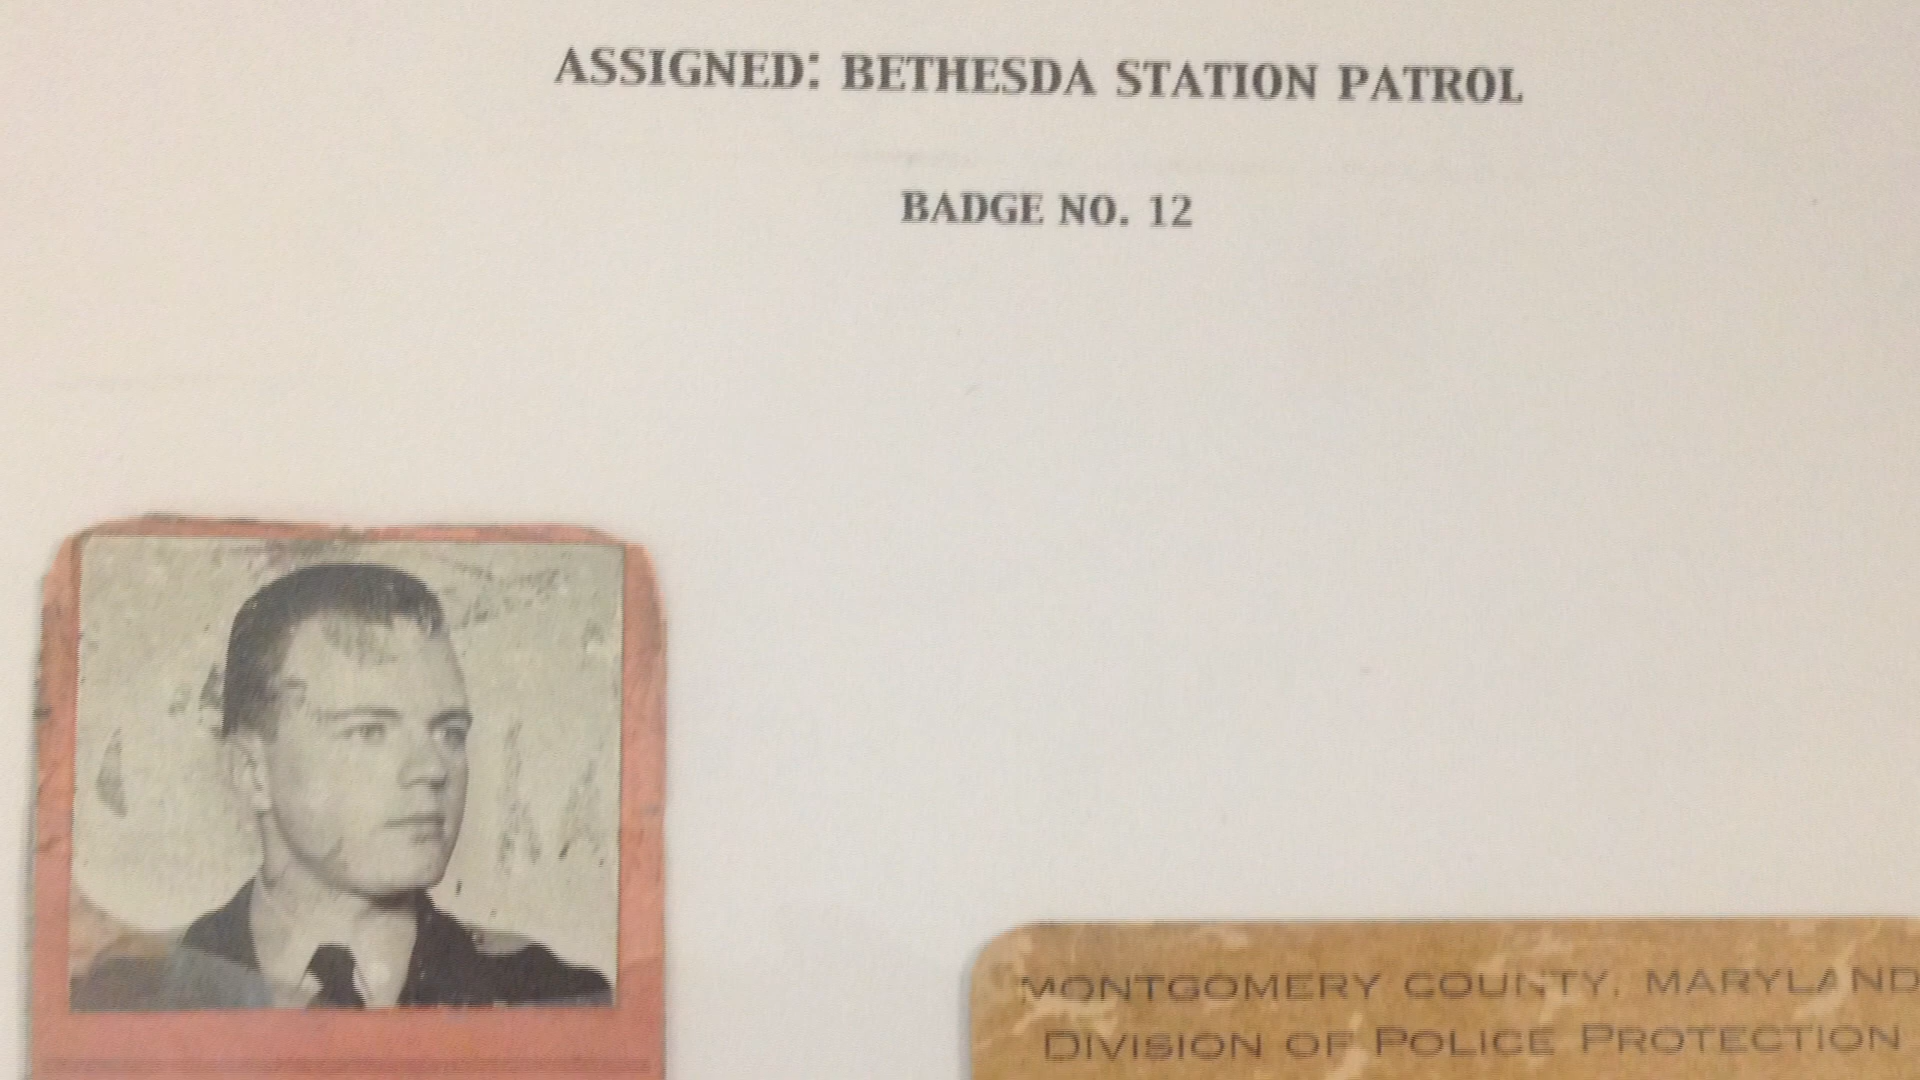 ASSIGNED: BETHESDA STATION PATROL
BADGE NO. 12
MONTGOMERY COUNTY, MARYLAND
DIVISION OF POLICE PROTECTION